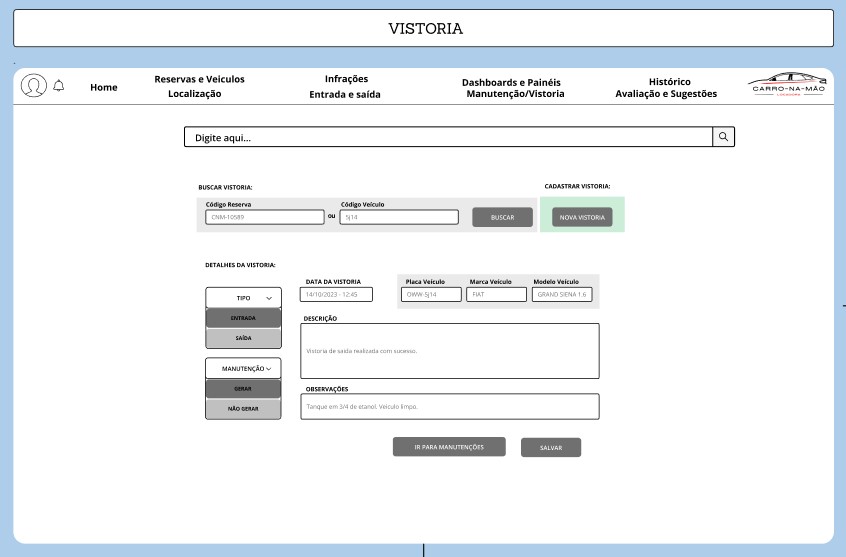 VISTORIA
Home
Reservas e Veiculos
Localização
Infrações
Entrada e saída
Dashboards e Painéis
Manutenção/Vistoria
Histórico
Avaliação e Sugestões
CARRO-NA-MÃO
LOCADORA
Digite aqui...
BUSCAR VISTORIA:
CADASTRAR VISTORIA:
Código Reserva
Código Veículo
CNM-10589
ou
5J14
BUSCAR
NOVA VISTORIA
DETALHES DA VISTORIA:
TIPO
ENTRADA
SAÍDA
MANUTENÇÃO
GERAR
NÃO GERAR
DATA DA VISTORIA
14/10/2023 - 12:45
Placa Veículo
Marca Veículo
Modelo Veículo
OWW-5J14
FIAT
GRAND SIENA 1.6
DESCRIÇÃO
Vistoria de saída realizada com sucesso.
OBSERVAÇÕES
Tanque em 3/4 de etanol. Veículo limpo.
IR PARA MANUTENÇÕES
SALVAR